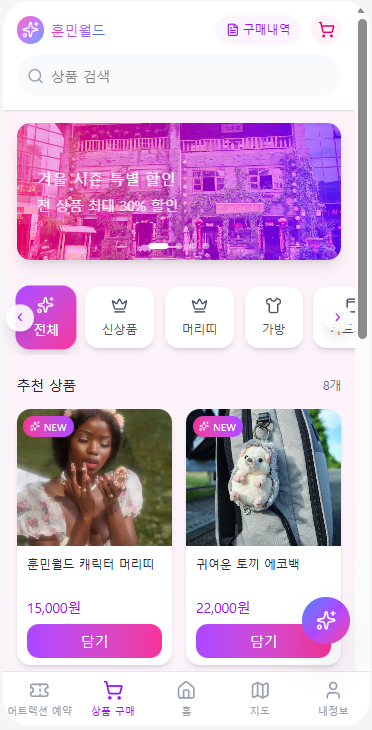 훈민월드
구매내역
상품 검색
겨울 시즌 특별 할인
전 상품 최대 30% 할인
전체
신상품
머리띠
가방
추천 상품
8개
NEW
NEW
훈민월드 캐릭터 머리띠
귀여운 토끼 에코백
15,000원
22,000원
담기
담기
어트랙션 예약
상품 구매
홈
지도
내정보